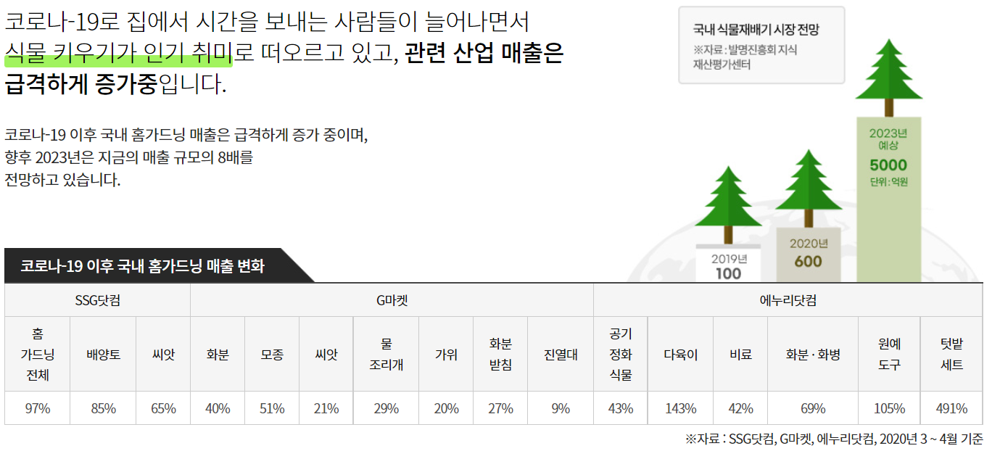 코로나-19로 집에서 시간을 보내는 사람들이 늘어나면서
식물 키우기가 인기 취미로 떠오르고 있고, 관련 산업 매출은
급격하게 증가중입니다.
코로나-19 이후 국내 홈가드닝 매출은 급격하게 증가 중이며,
향후 2023년은 지금의 매출 규모의 8배를
전망하고 있습니다.
국내 식물재배기 시장 전망
※자료 : 발명진흥회 지식
재산평가센터
2019년
100
2020년
600
2023년
예상
5000
단위 : 억원
코로나-19 이후 국내 홈가드닝 매출 변화
SSG닷컴 G마켓 에누리닷컴
홈
가드닝
전체
배양토
씨앗
화분
모종
씨앗
물
조리개
가위
화분
받침
진열대
공기
정화
식물
다육이
비료
화분 · 화병
원예
도구
텃밭
세트
97% 85% 65% 40% 51% 21% 29% 20% 27% 9% 43% 143% 42% 69% 105% 491%
※자료 : SSG닷컴, G마켓, 에누리닷컴, 2020년 3 ~ 4월 기준